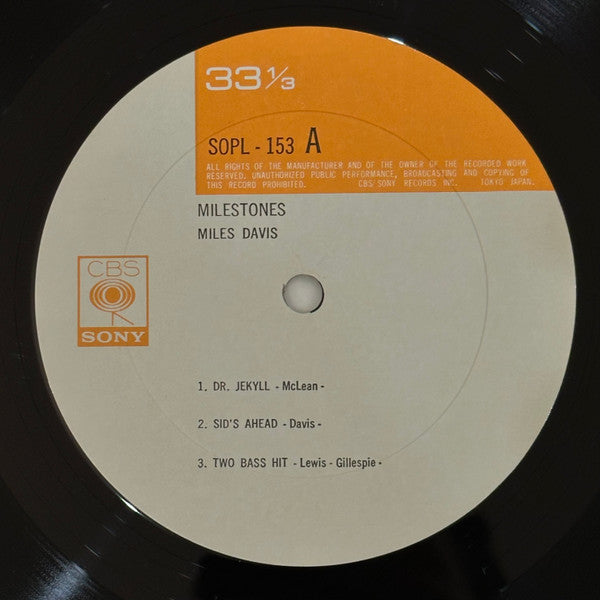 33 1/3
SOPL - 153 A
ALL RIGHTS OF THE MANUFACTURER AND OF THE OWNER OF THE RECORDED WORK
RESERVED. UNAUTHORIZED PUBLIC PERFORMANCE, BROADCASTING AND COPYING OF
THIS RECORD PROHIBITED. CBS/SONY RECORDS INC. TOKYO JAPAN.
MILESTONES
MILES DAVIS
CBS
SONY
1. DR. JEKYLL - McLean -
2. SID'S AHEAD - Davis -
3. TWO BASS HIT - Lewis - Gillespie -